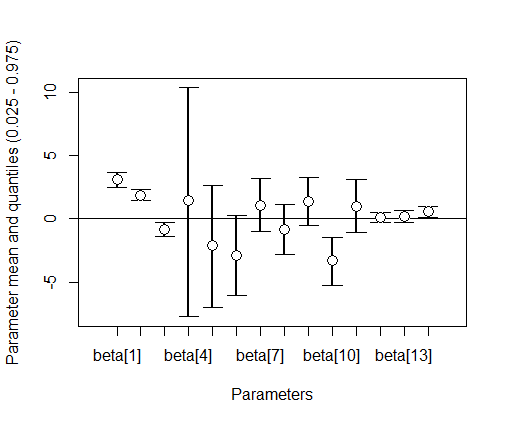 Parameter mean and quantiles (0.025 - 0.975)
10
5
0
-5
beta[1] beta[4] beta[7] beta[10] beta[13]
Parameters